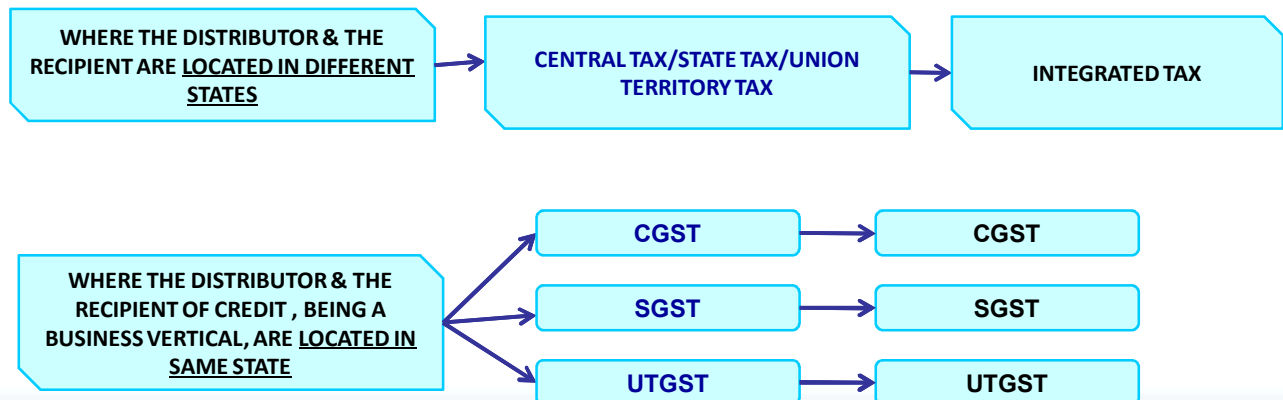 WHERE THE DISTRIBUTOR & THE
RECIPIENT ARE LOCATED IN DIFFERENT
STATES
CENTRAL TAX/STATE TAX/UNION
TERRITORY TAX
INTEGRATED TAX
WHERE THE DISTRIBUTOR & THE
RECIPIENT OF CREDIT , BEING A
BUSINESS VERTICAL, ARE LOCATED IN
SAME STATE
CGST
CGST
SGST
SGST
UTGST
UTGST